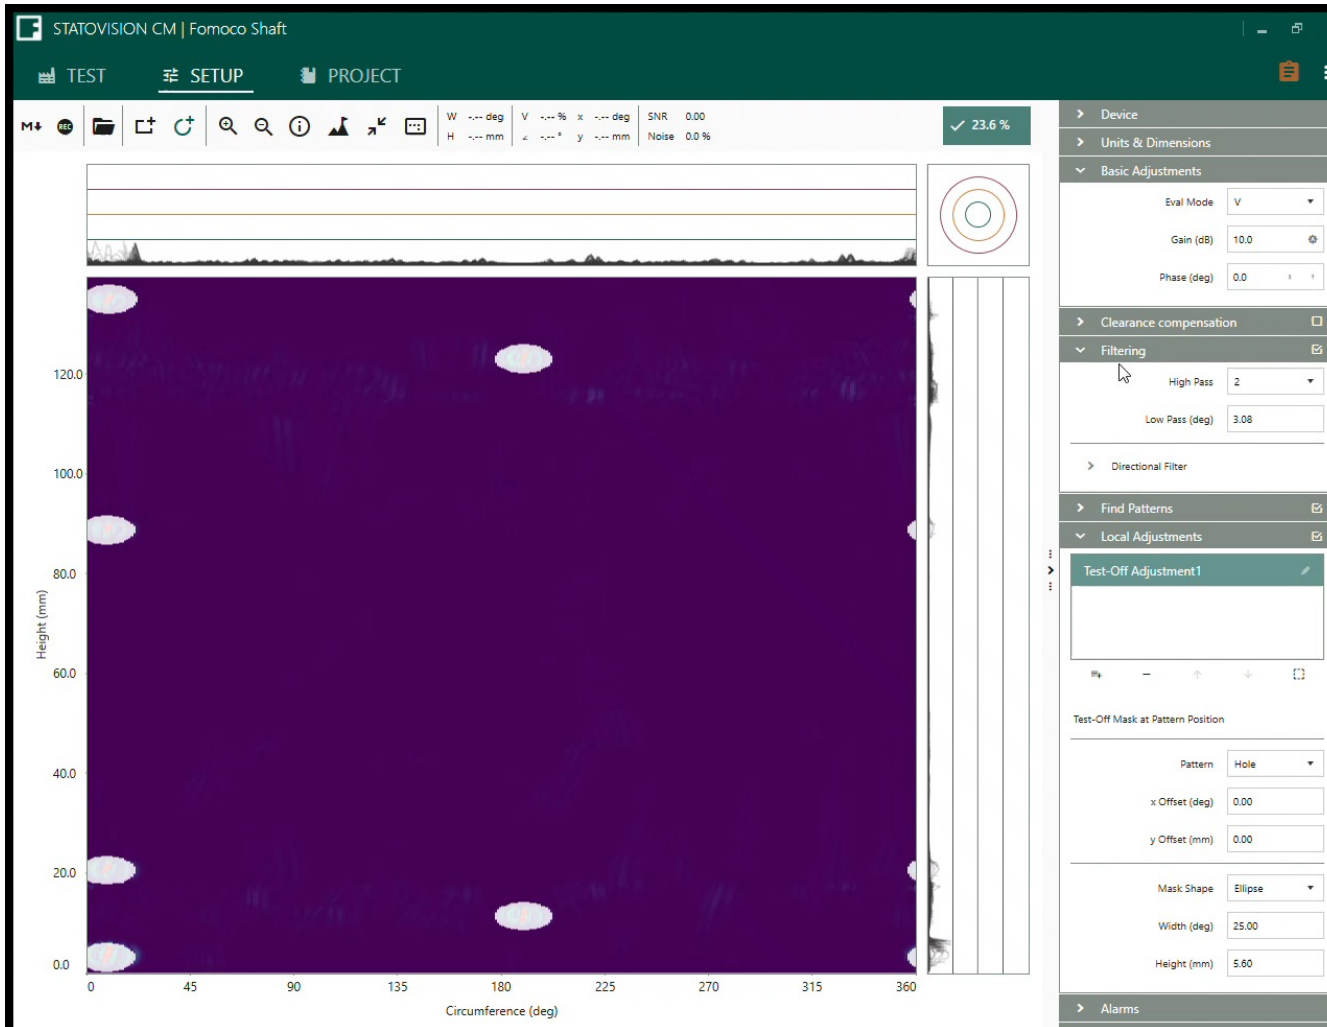 STATOVISION CM | Fomoco Shaft
TEST
SETUP
PROJECT
M
REC
W -.-- deg
H -.-- mm
V -.-- %
∠ -.-- °
x -.-- deg
y -.-- mm
SNR 0.00
Noise 0.0 %
23.6 %
Device
Units & Dimensions
Basic Adjustments
Eval Mode V
Gain (dB) 10.0
Phase (deg) 0.0
Clearance compensation
Filtering
High Pass 2
Low Pass (deg) 3.08
Directional Filter
Find Patterns
Local Adjustments
Test-Off Adjustment1
Test-Off Mask at Pattern Position
Pattern Hole
x Offset (deg) 0.00
y Offset (mm) 0.00
Mask Shape Ellipse
Width (deg) 25.00
Height (mm) 5.60
Alarms
Height (mm)
120.0
100.0
80.0
60.0
40.0
20.0
0.0
0 45 90 135 180 225 270 315 360
Circumference (deg)